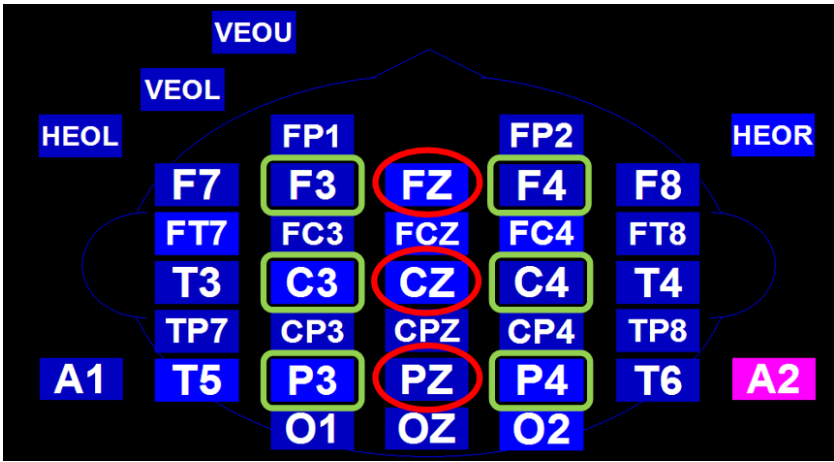 VEOU
VEOL
HEOL FP1 FP2 HEOR
F7 F3 FZ F4 F8
FT7 FC3 FCZ FC4 FT8
T3 C3 CZ C4 T4
TP7 CP3 CPZ CP4 TP8
A1 T5 P3 PZ P4 T6 A2
O1 OZ O2